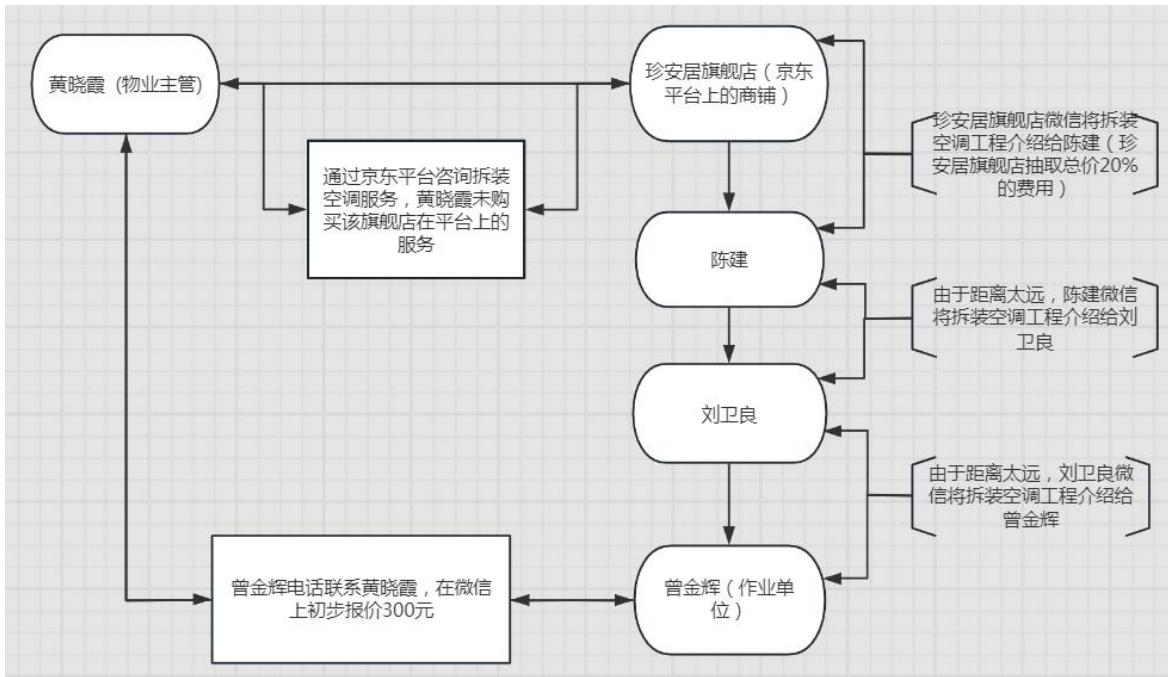 黄晓霞（物业主管)
珍安居旗舰店（京东
平台上的商铺）
珍安居旗舰店微信将拆装
空调工程介绍给陈建（珍
安居旗舰店抽取总价20%
的费用）
通过京东平台咨询拆装
空调服务，黄晓霞未购
买该旗舰店在平台上的
服务
陈建
由于距离太远，陈建微信
将拆装空调工程介绍给刘
卫良
刘卫良
由于距离太远，刘卫良微
信将拆装空调工程介绍给
曾金辉
曾金辉电话联系黄晓霞，在微信
上初步报价300元
曾金辉（作业单
位）